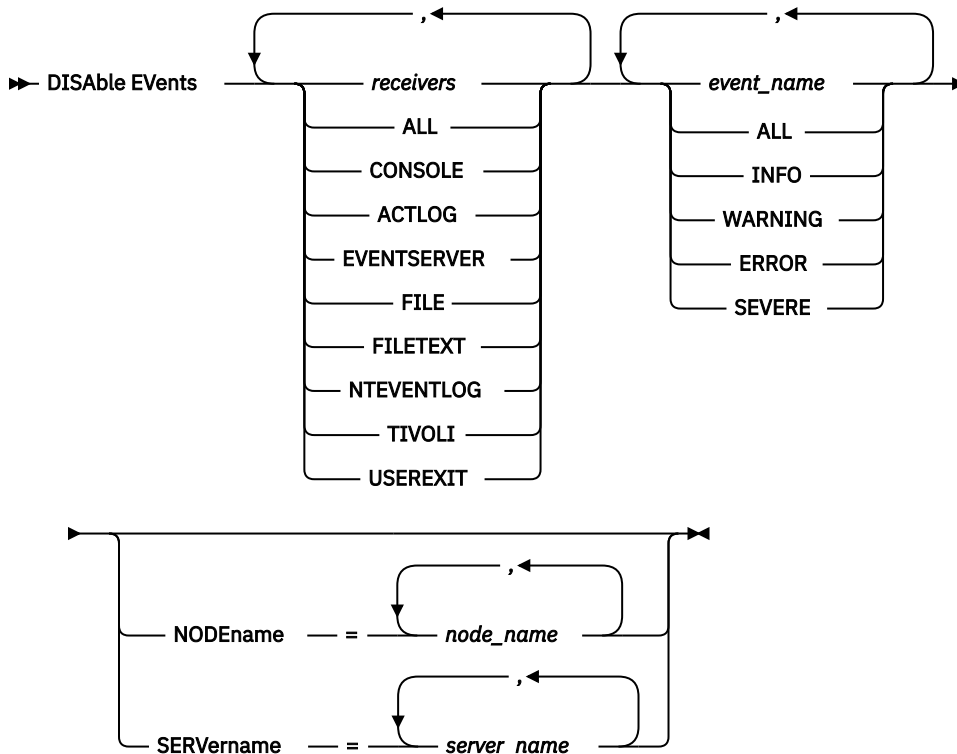 , ,
DISAble EVents receivers event_name
ALL ALL
CONSOLE INFO
ACTLOG WARNING
EVENTSERVER ERROR
FILE SEVERE
FILETEXT
NTEVENTLOG
TIVOLI
USEREXIT
,
NODEname = node_name
,
SERVername = server_name